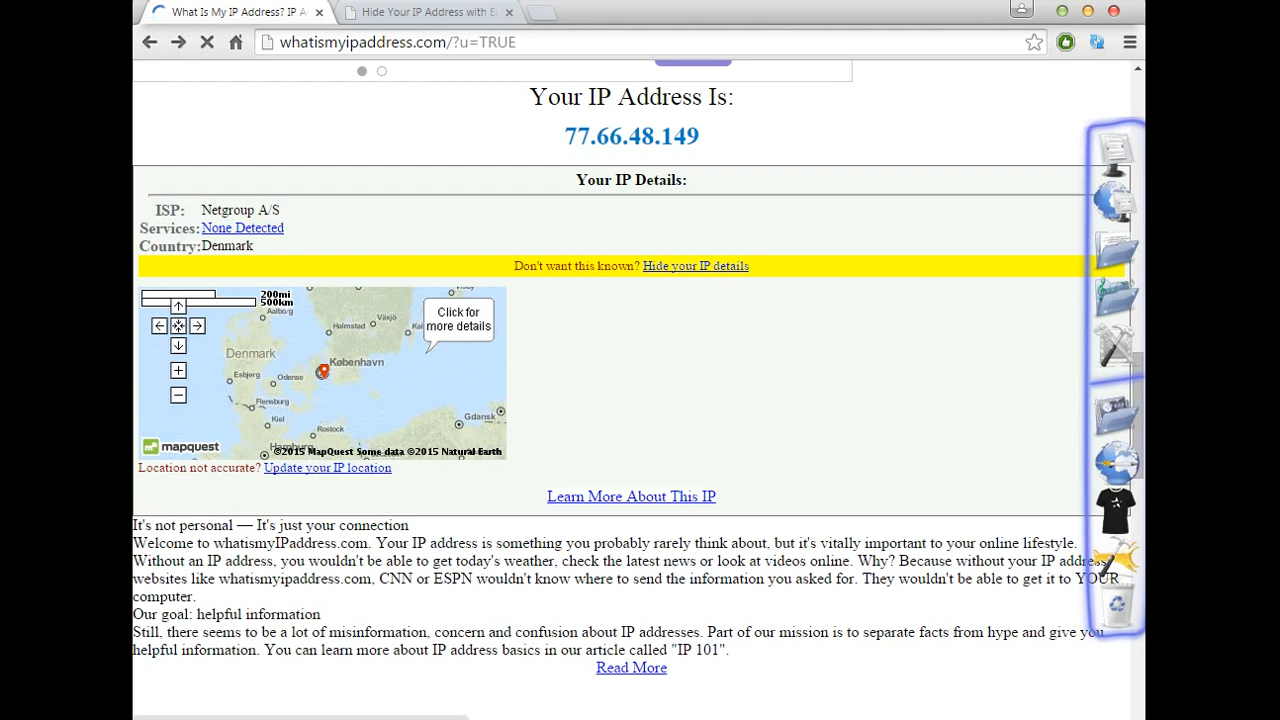 What Is My IP Address? IP A
Hide Your IP Address with Ea
whatismyipaddress.com/?u=TRUE
Your IP Address Is:
77.66.48.149
Your IP Details:
ISP: Netgroup A/S
Services: None Detected
Country: Denmark
Don't want this known? Hide your IP details
200mi
500km
Aalborg
Visby
Click for
more details
Halmstad
Växjö
Denmark
København
Esbjerg
Odense
Flensburg
Kiel
Gdansk
Rostock
Hamburg
mapquest
©2015 MapQuest Some data ©2015 Natural Earth
Location not accurate? Update your IP location
Learn More About This IP
It's not personal — It's just your connection
Welcome to whatismyIPaddress.com. Your IP address is something you probably rarely think about, but it's vitally important to your online lifestyle.
Without an IP address, you wouldn't be able to get today's weather, check the latest news or look at videos online. Why? Because without your IP address
websites like whatismyipaddress.com, CNN or ESPN wouldn't know where to send the information you asked for. They wouldn't be able to get it to YOUR
computer.
Our goal: helpful information
Still, there seems to be a lot of misinformation, concern and confusion about IP addresses. Part of our mission is to separate facts from hype and give you
helpful information. You can learn more about IP address basics in our article called "IP 101".
Read More